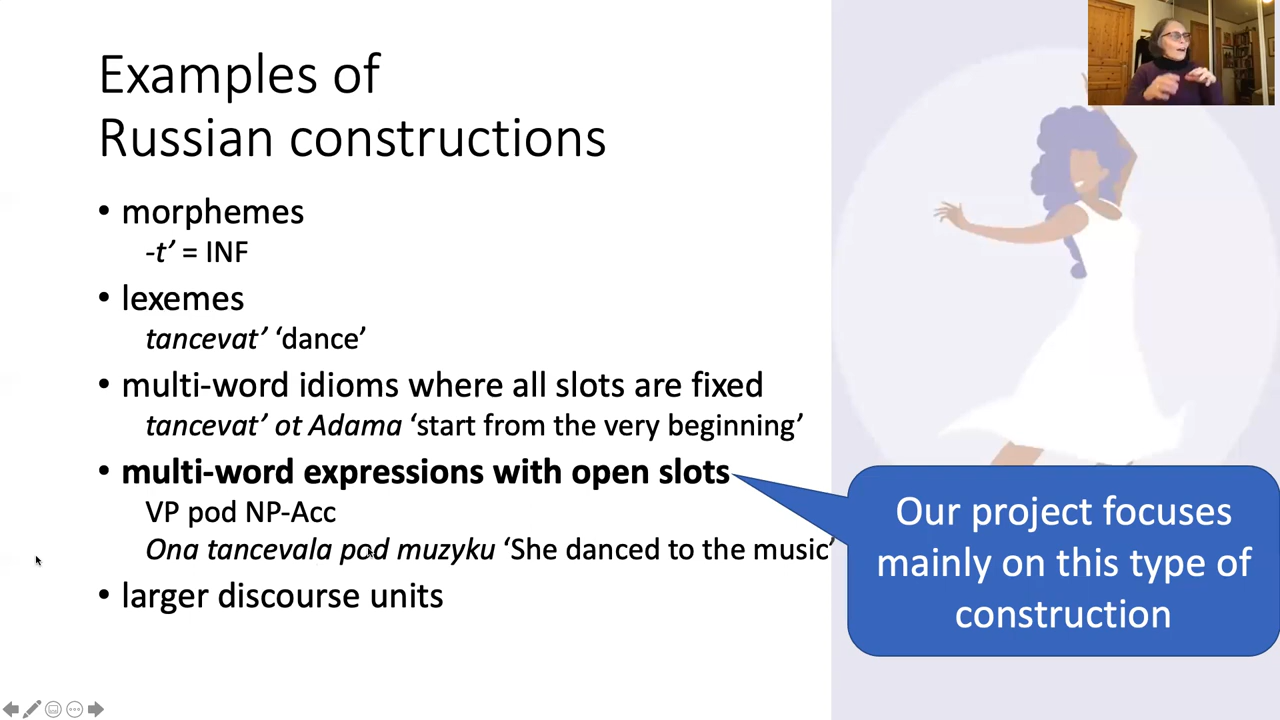 Examples of
Russian constructions
• morphemes
-t’ = INF
• lexemes
tancevat’ ‘dance’
• multi-word idioms where all slots are fixed
tancevat’ ot Adama ‘start from the very beginning’
• multi-word expressions with open slots
VP pod NP-Acc
Ona tancevala pod muzyku ‘She danced to the music’
• larger discourse units
Our project focuses
mainly on this type of
construction